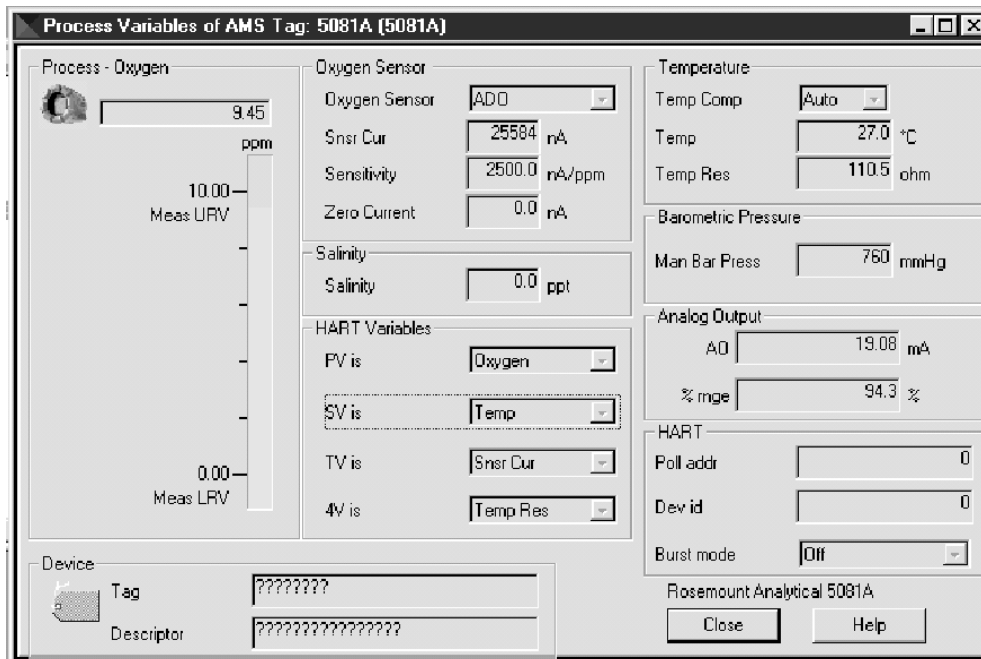 Process Variables of AMS Tag: 5081A (5081A)
Process - Oxygen
9.45
ppm
10.00
Meas URV
0.00
Meas LRV
Oxygen Sensor
Oxygen Sensor ADO
Snsr Cur 25584 nA
Sensitivity 2500.0 nA/ppm
Zero Current 0.0 nA
Salinity
Salinity 0.0 ppt
HART Variables
PV is Oxygen
SV is Temp
TV is Snsr Cur
4V is Temp Res
Temperature
Temp Comp Auto
Temp 27.0 °C
Temp Res 110.5 ohm
Barometric Pressure
Man Bar Press 760 mmHg
Analog Output
AO 19.08 mA
% rnge 94.3 %
HART
Poll addr 0
Dev id 0
Burst mode Off
Device
Tag ????????
Descriptor ????????????????
Rosemount Analytical 5081A
Close Help